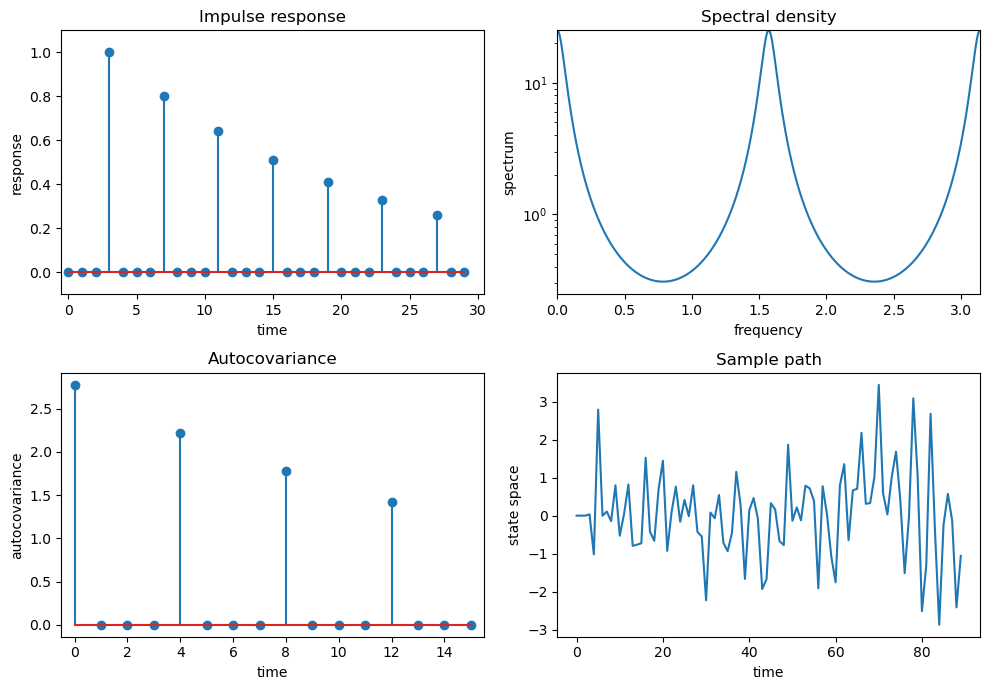 Impulse response
1.0
0.8
0.6
0.4
0.2
0.0
response
0 5 10 15 20 25 30
time
Spectral density
10¹
10⁰
spectrum
0.0 0.5 1.0 1.5 2.0 2.5 3.0
frequency
Autocovariance
2.5
2.0
1.5
1.0
0.5
0.0
autocovariance
0 2 4 6 8 10 12 14
time
Sample path
3
2
1
0
−1
−2
−3
state space
0 20 40 60 80
time